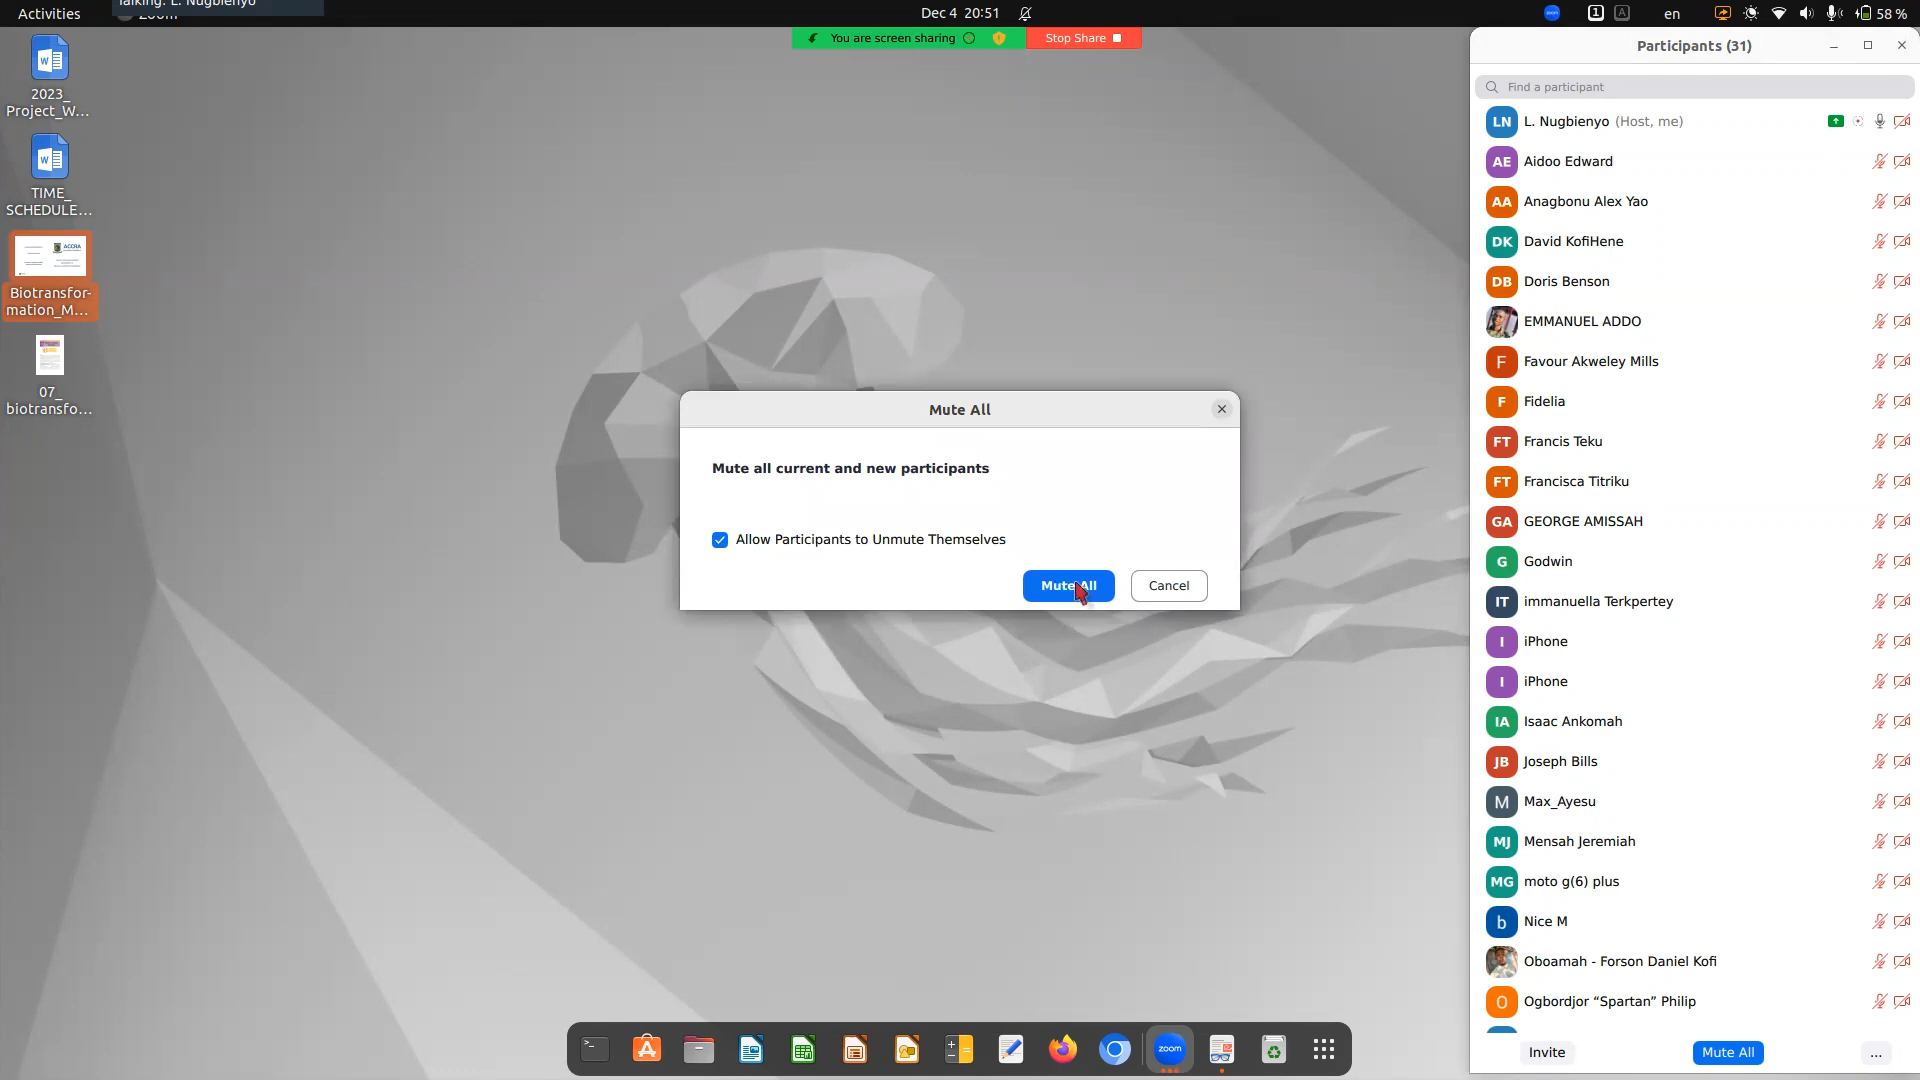 Activities
Talking: L. Nugbienyo
Dec 4 20:51
1
A
en
58 %
You are screen sharing
Stop Share
2023_
Project_W...
TIME_
SCHEDULE...
ACCRA
Biotransfor-
mation_M...
07_
biotransfo...
Mute All
Mute all current and new participants
Allow Participants to Unmute Themselves
Mute All
Cancel
Participants (31)
Find a participant
LN L. Nugbienyo (Host, me)
AE Aidoo Edward
AA Anagbonu Alex Yao
DK David KofiHene
DB Doris Benson
EMMANUEL ADDO
F Favour Akweley Mills
F Fidelia
FT Francis Teku
FT Francisca Titriku
GA GEORGE AMISSAH
G Godwin
IT immanuella Terkpertey
I iPhone
I iPhone
IA Isaac Ankomah
JB Joseph Bills
M Max_Ayesu
MJ Mensah Jeremiah
MG moto g(6) plus
b Nice M
Oboamah - Forson Daniel Kofi
O Ogbordjor “Spartan” Philip
Invite
Mute All
...
zoom